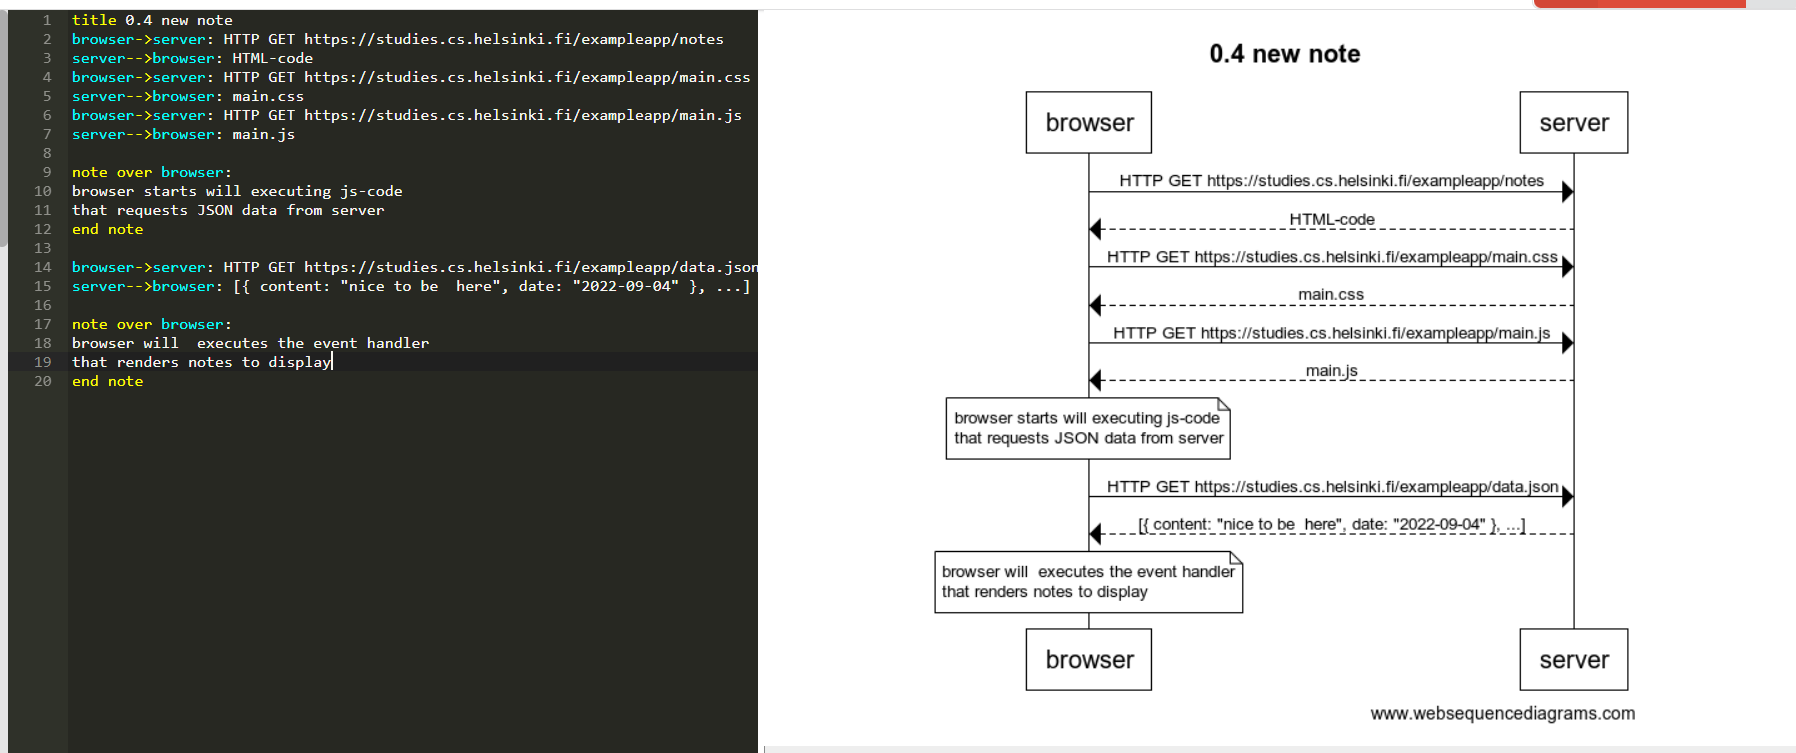 1 title 0.4 new note
2 browser->server: HTTP GET https://studies.cs.helsinki.fi/exampleapp/notes
3 server-->browser: HTML-code
4 browser->server: HTTP GET https://studies.cs.helsinki.fi/exampleapp/main.css
5 server-->browser: main.css
6 browser->server: HTTP GET https://studies.cs.helsinki.fi/exampleapp/main.js
7 server-->browser: main.js
8
9 note over browser:
10 browser starts will executing js-code
11 that requests JSON data from server
12 end note
13
14 browser->server: HTTP GET https://studies.cs.helsinki.fi/exampleapp/data.json
15 server-->browser: [{ content: "nice to be  here", date: "2022-09-04" }, ...]
16
17 note over browser:
18 browser will  executes the event handler
19 that renders notes to display
20 end note
0.4 new note
browser server
HTTP GET https://studies.cs.helsinki.fi/exampleapp/notes
HTML-code
HTTP GET https://studies.cs.helsinki.fi/exampleapp/main.css
main.css
HTTP GET https://studies.cs.helsinki.fi/exampleapp/main.js
main.js
browser starts will executing js-code
that requests JSON data from server
HTTP GET https://studies.cs.helsinki.fi/exampleapp/data.json
[{ content: "nice to be  here", date: "2022-09-04" }, ...]
browser will  executes the event handler
that renders notes to display
browser server
www.websequencediagrams.com